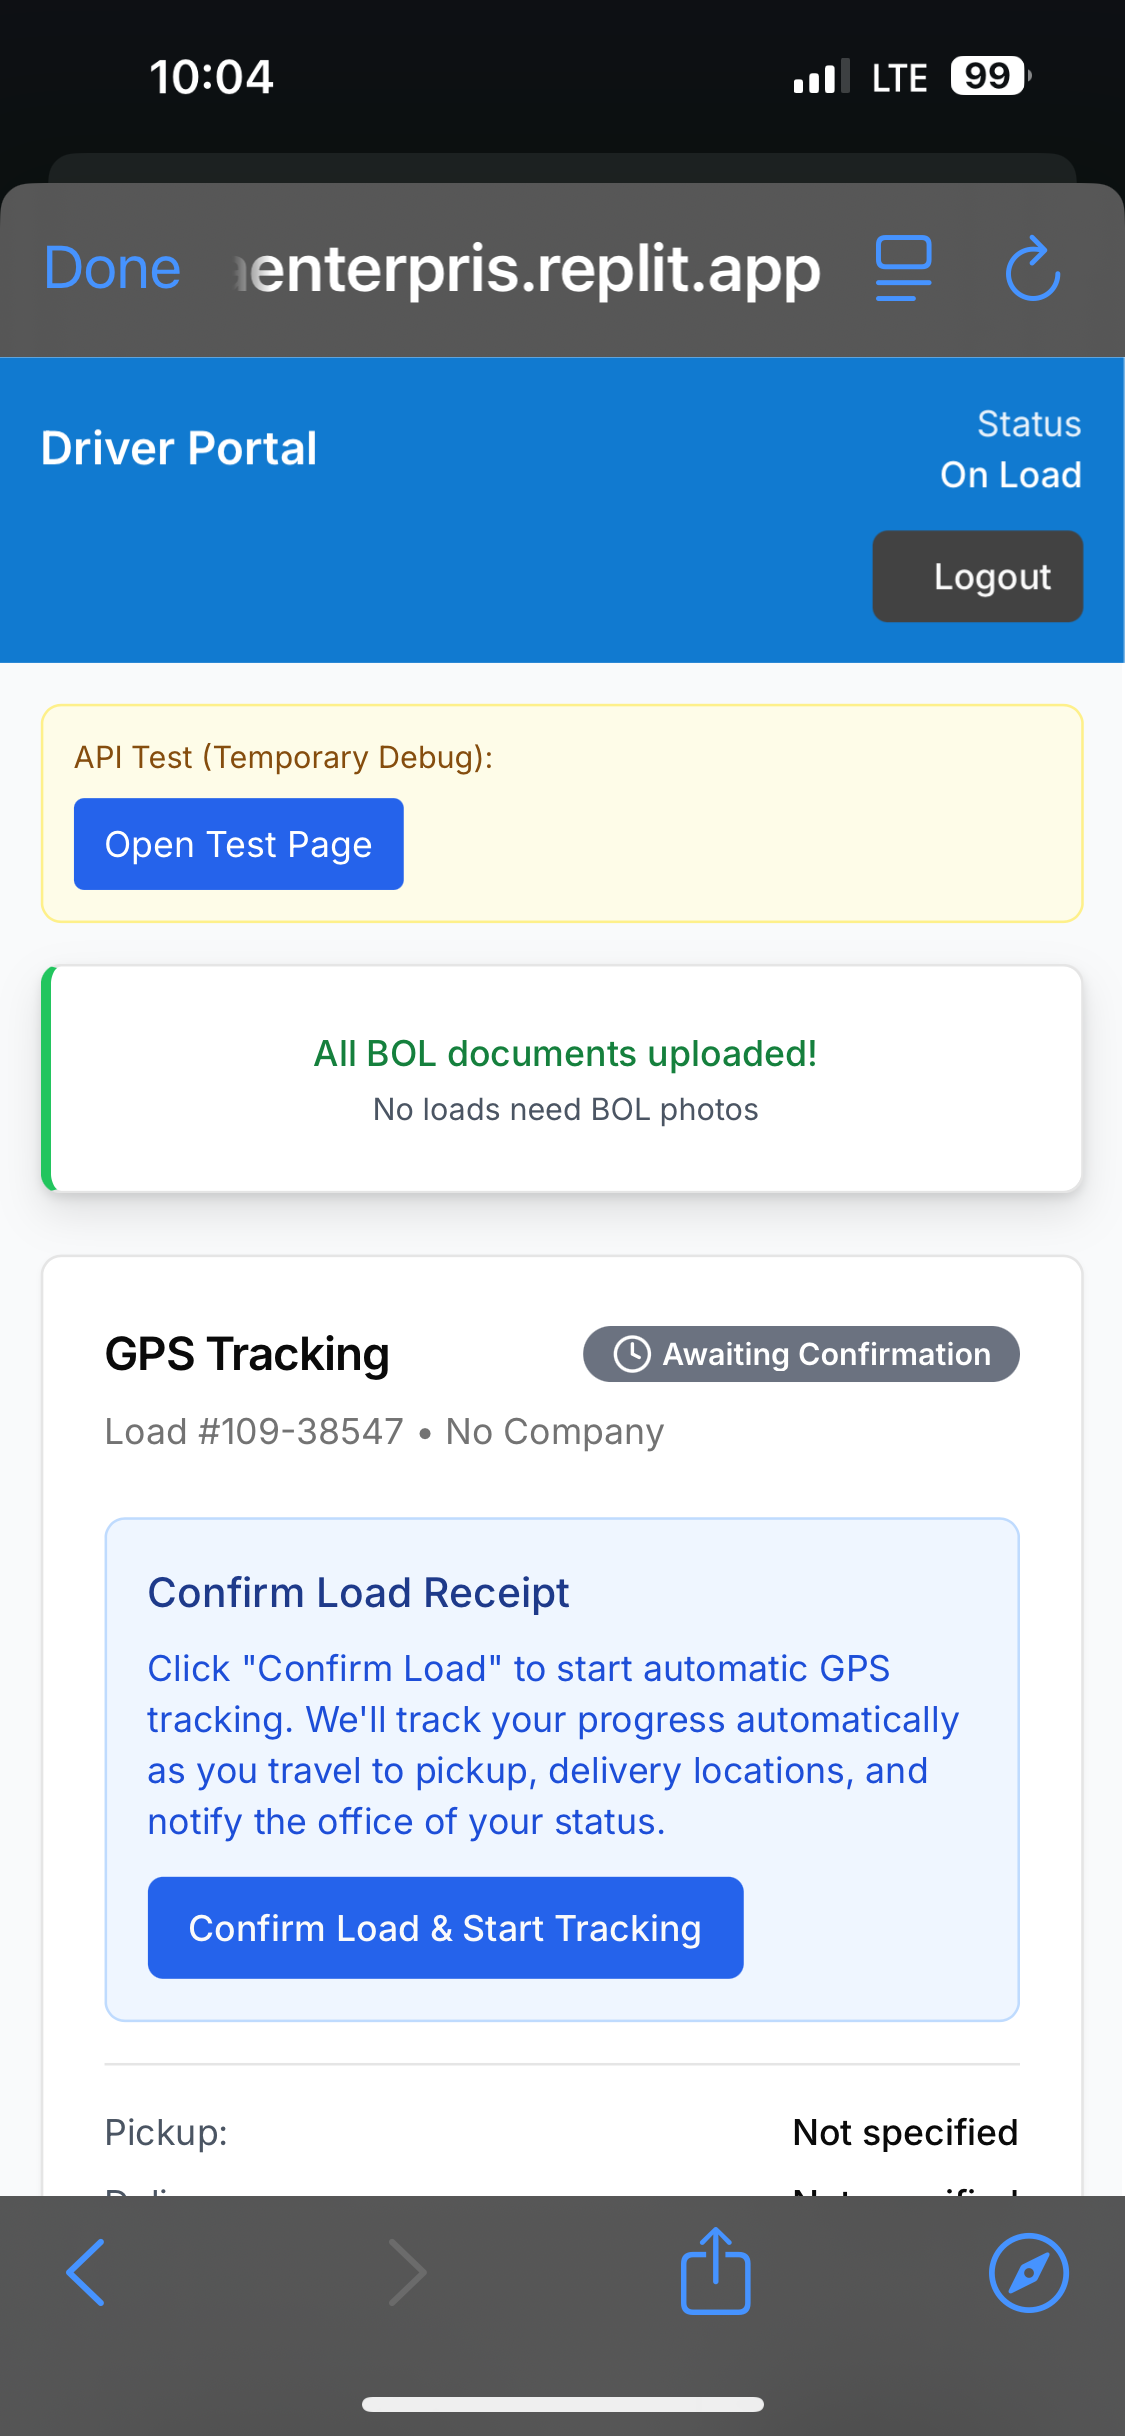 10:04
LTE 99
Done
enterpris.replit.app
Driver Portal
Status
On Load
Logout
API Test (Temporary Debug):
Open Test Page
All BOL documents uploaded!
No loads need BOL photos
GPS Tracking
Awaiting Confirmation
Load #109-38547 • No Company
Confirm Load Receipt
Click "Confirm Load" to start automatic GPS
tracking. We'll track your progress automatically
as you travel to pickup, delivery locations, and
notify the office of your status.
Confirm Load & Start Tracking
Pickup:
Not specified